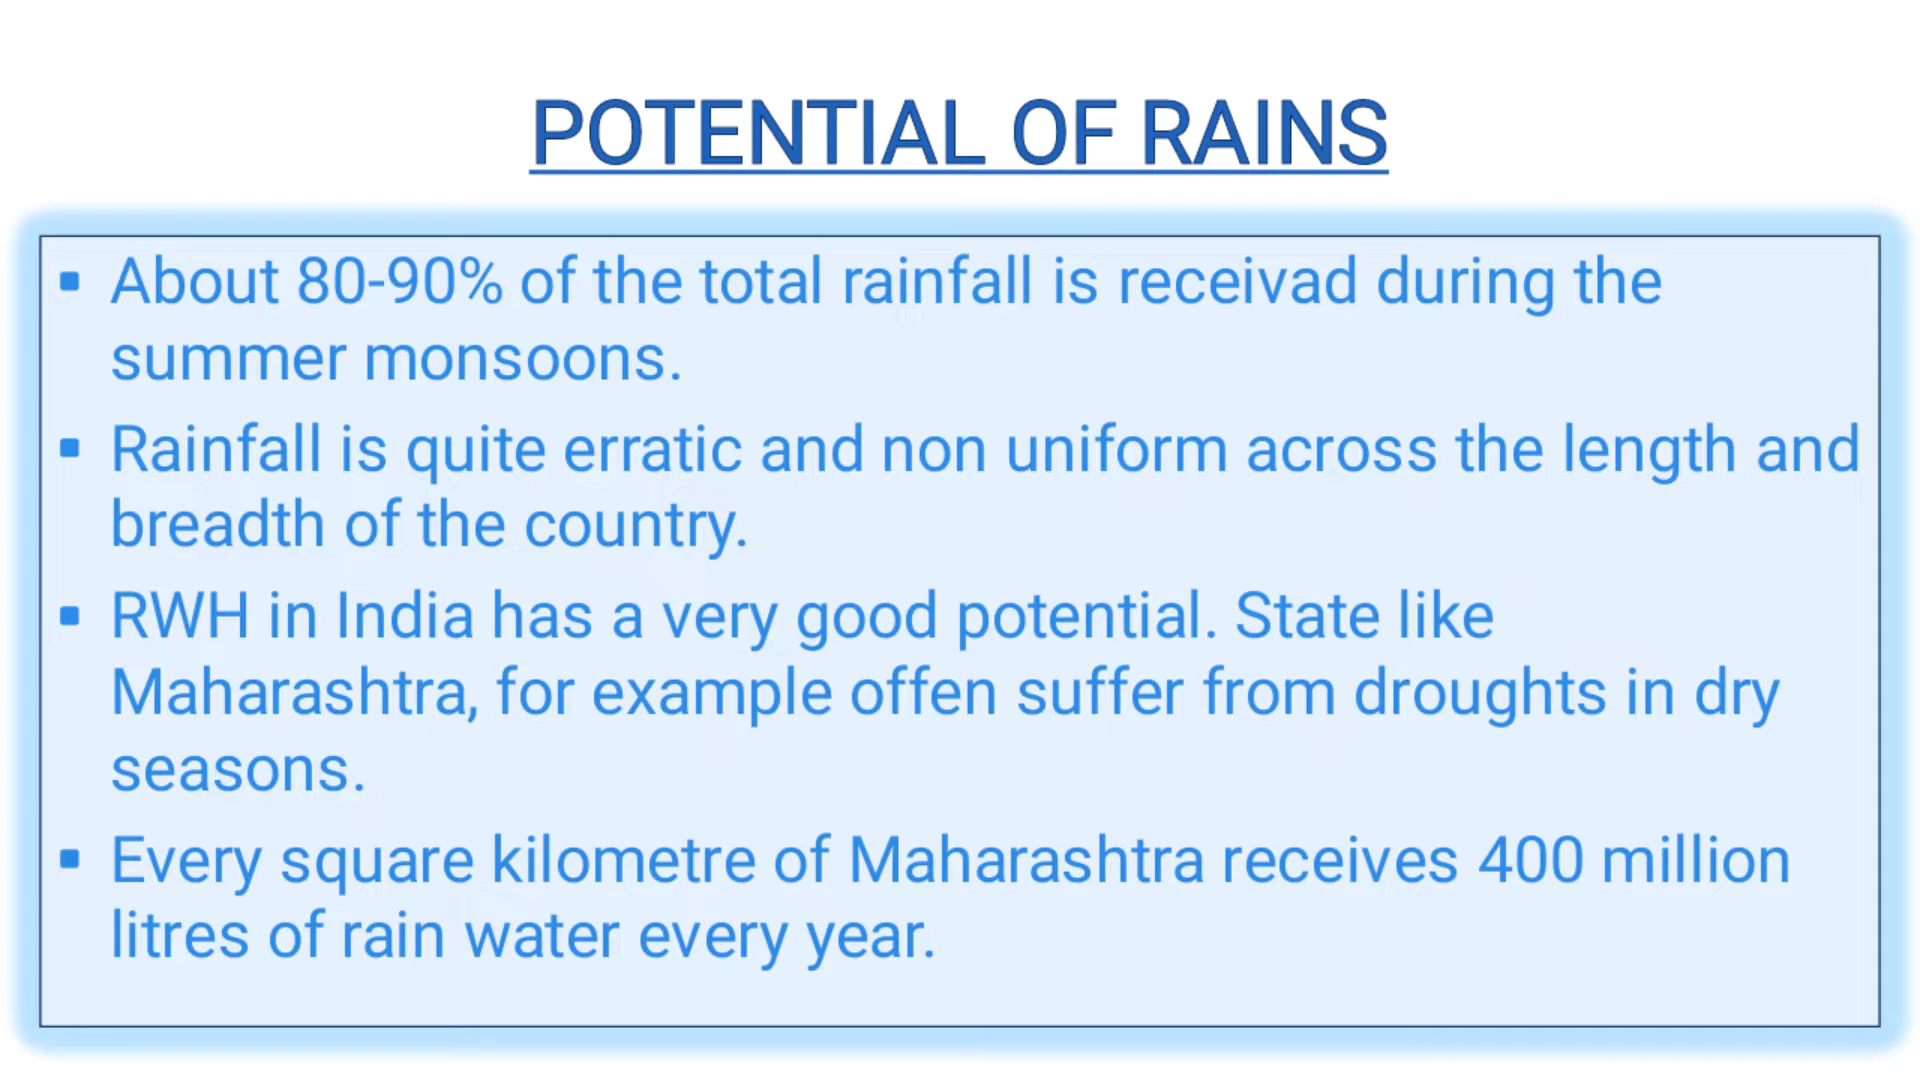 POTENTIAL OF RAINS
▪ About 80-90% of the total rainfall is receivad during the
summer monsoons.
▪ Rainfall is quite erratic and non uniform across the length and
breadth of the country.
▪ RWH in India has a very good potential. State like
Maharashtra, for example offen suffer from droughts in dry
seasons.
▪ Every square kilometre of Maharashtra receives 400 million
litres of rain water every year.